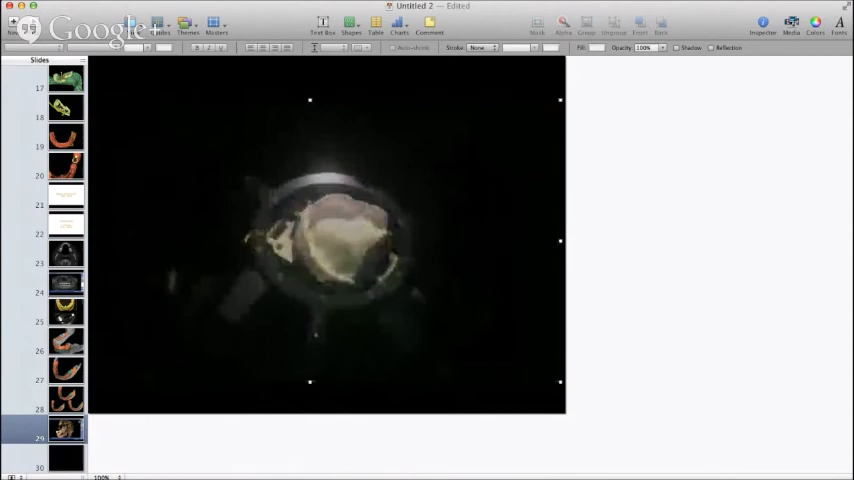 Untitled 2 — Edited
Google+
New
Guides
Themes
Masters
Text Box
Shapes
Table
Charts
Comment
Mask
Alpha
Group
Ungroup
Front
Back
Inspector
Media
Colors
Fonts
B I U
Auto-shrink
Stroke: None
Fill:
Opacity: 100%
Shadow
Reflection
Slides
17
18
19
20
21
22
23
24
25
26
27
28
29
30
100%